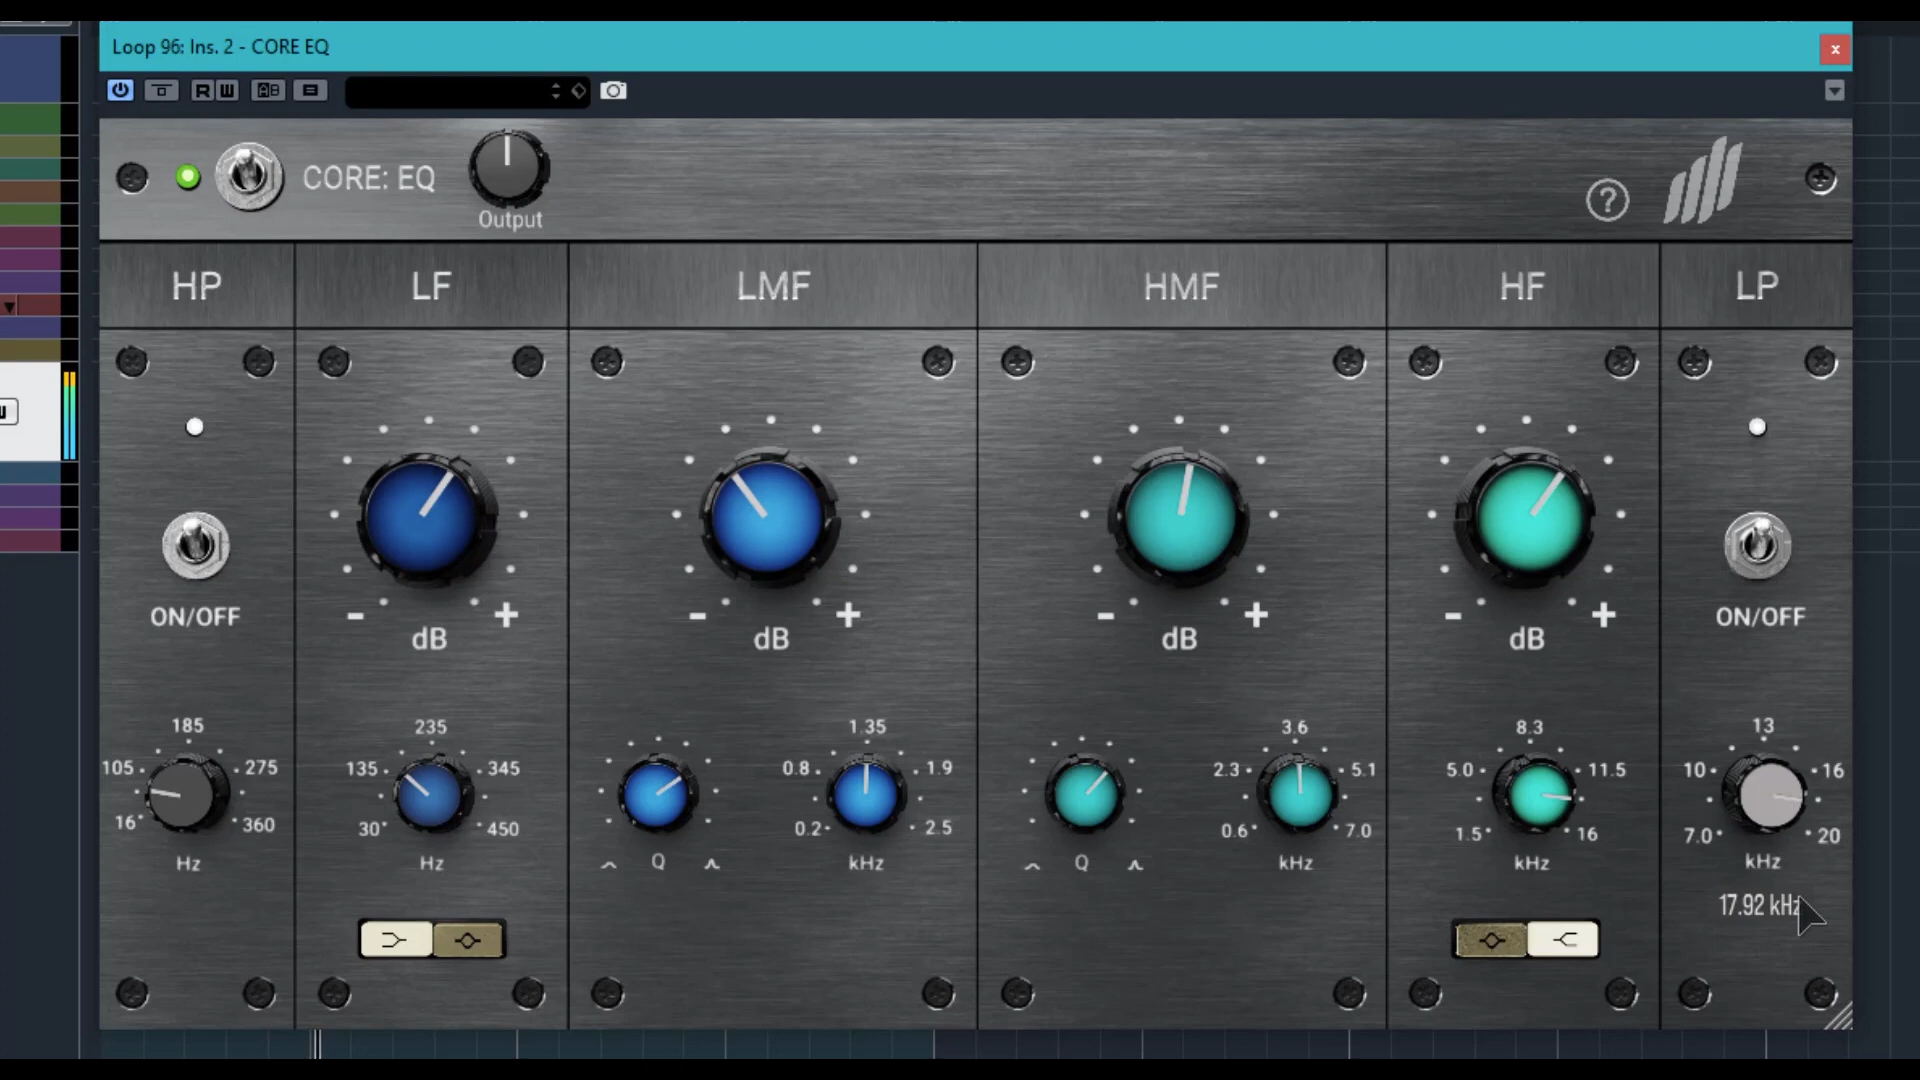 Loop 96: Ins. 2 - CORE EQ
x
R W AB
CORE: EQ
Output
?
HP LF LMF HMF HF LP
ON/OFF
- + dB
- + dB
- + dB
- + dB
ON/OFF
16 105 185 275 360
Hz
30 135 235 345 450
Hz
Q
0.2 0.8 1.35 1.9 2.5
kHz
Q
0.6 2.3 3.6 5.1 7.0
kHz
1.5 5.0 8.3 11.5 16
kHz
7.0 10 13 16 20
kHz
17.92 kHz